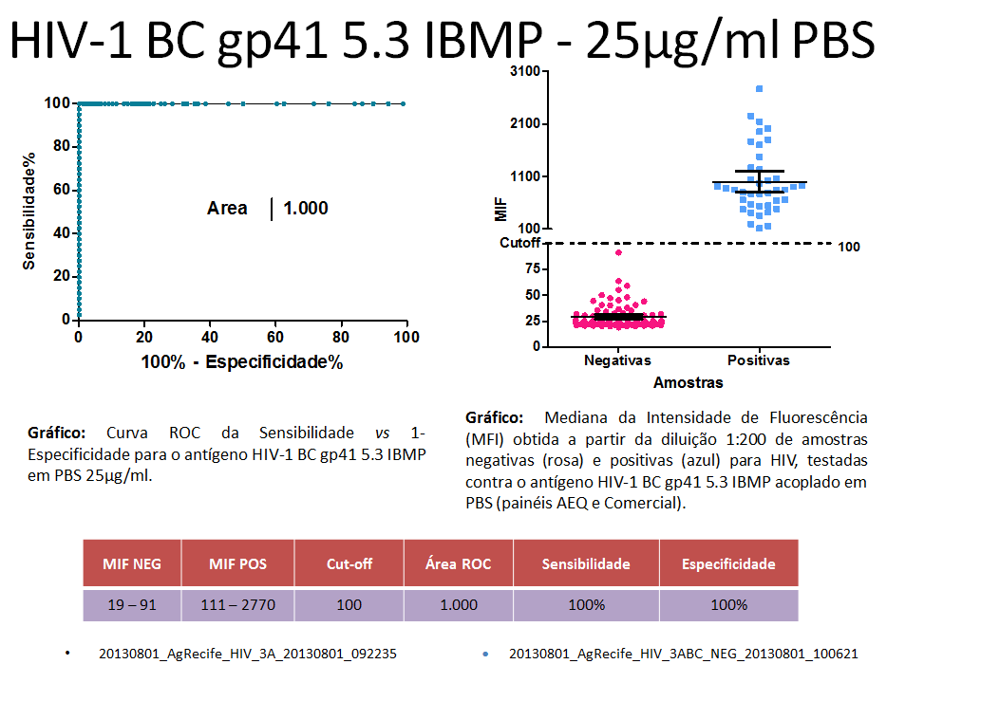 HIV-1 BC gp41 5.3 IBMP - 25µg/ml PBS
100
80
60
40
20
0
Sensibilidade%
Area | 1.000
0 20 40 60 80 100
100% - Especificidade%
3100
2100
1100
100
MIF
Cutoff
100
75
50
25
0
Negativas Positivas
Amostras
Gráfico: Curva ROC da Sensibilidade vs 1-
Especificidade para o antígeno HIV-1 BC gp41 5.3 IBMP
em PBS 25µg/ml.
Gráfico: Mediana da Intensidade de Fluorescência
(MFI) obtida a partir da diluição 1:200 de amostras
negativas (rosa) e positivas (azul) para HIV, testadas
contra o antígeno HIV-1 BC gp41 5.3 IBMP acoplado em
PBS (painéis AEQ e Comercial).
MIF NEG MIF POS Cut-off Área ROC Sensibilidade Especificidade
19 – 91 111 – 2770 100 1.000 100% 100%
• 20130801_AgRecife_HIV_3A_20130801_092235
• 20130801_AgRecife_HIV_3ABC_NEG_20130801_100621